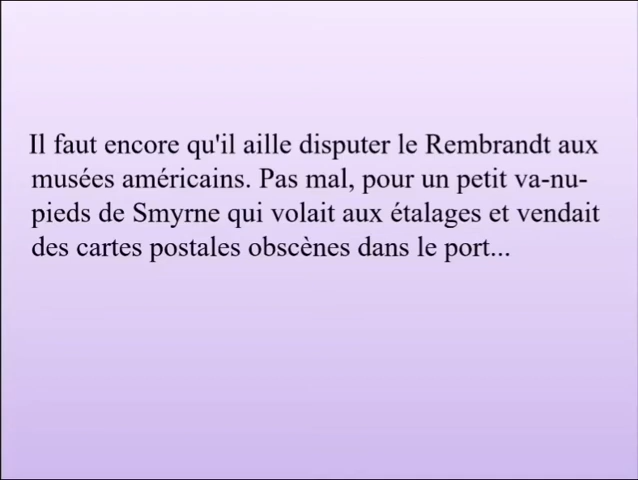 Il faut encore qu'il aille disputer le Rembrandt aux
musées américains. Pas mal, pour un petit va-nu-
pieds de Smyrne qui volait aux étalages et vendait
des cartes postales obscènes dans le port...